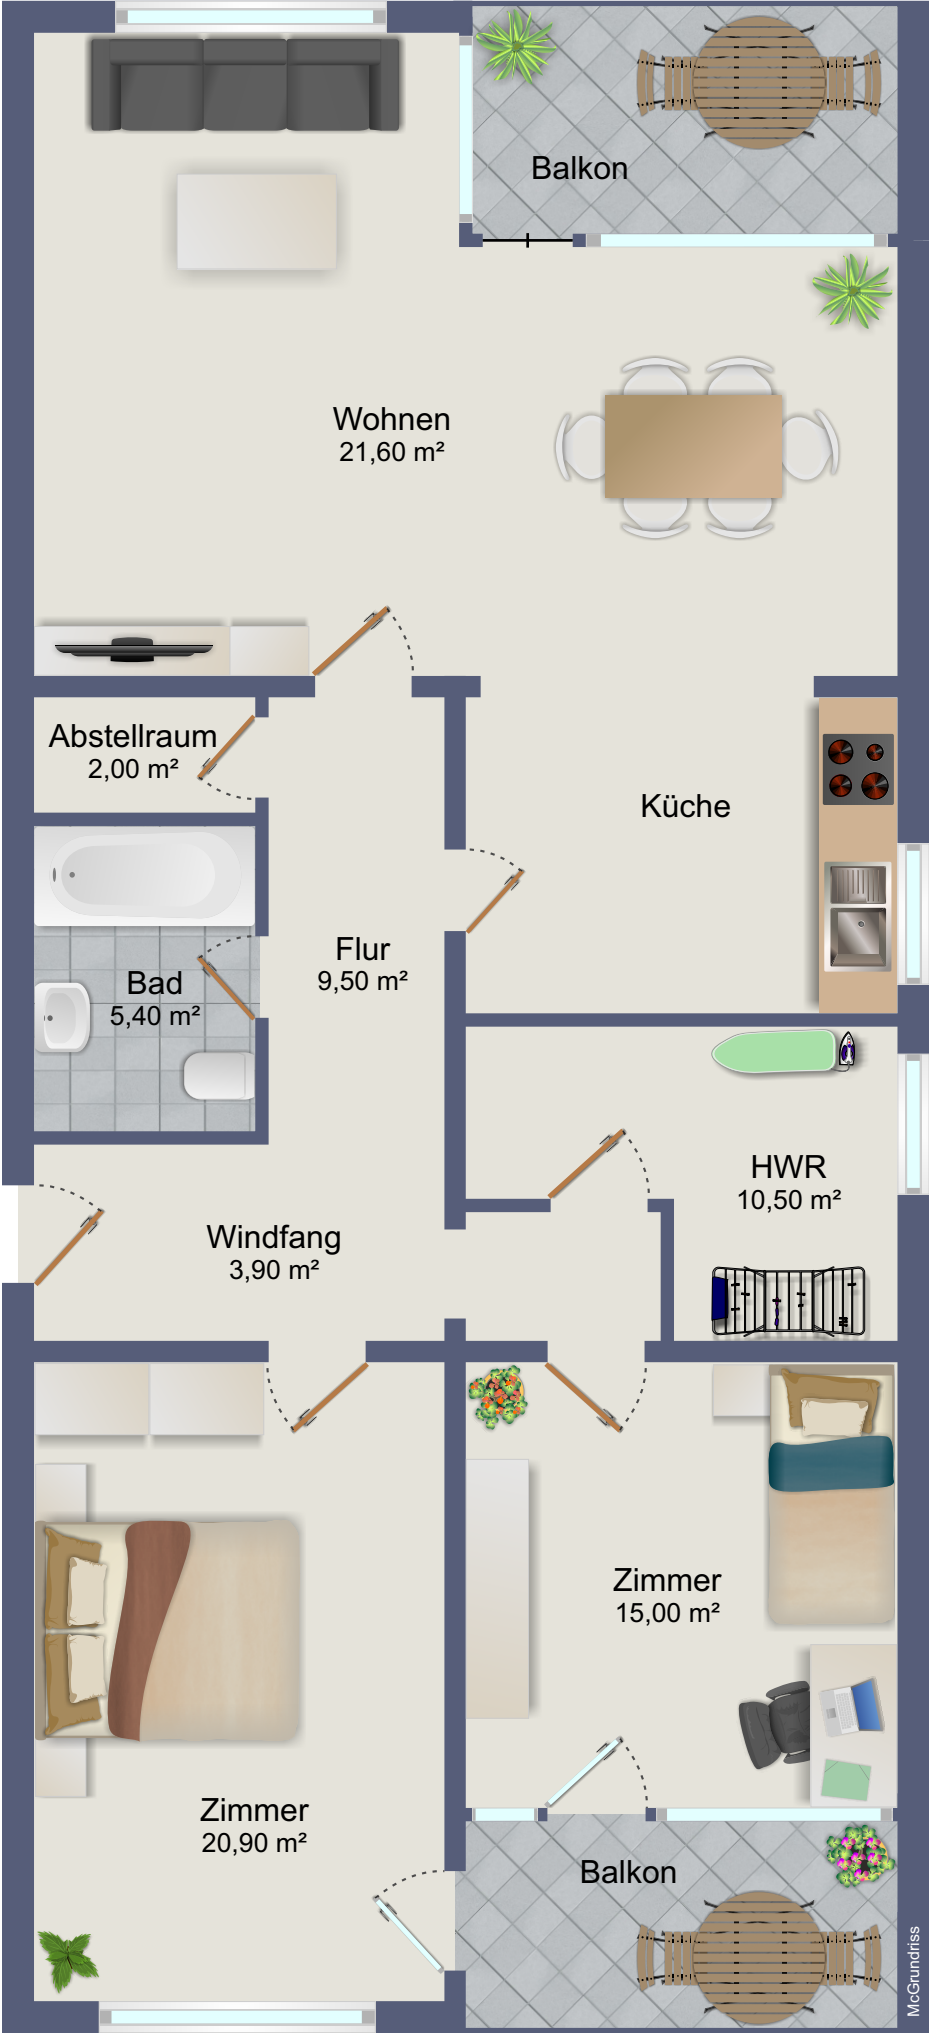 Balkon
Wohnen
21,60 m²
Abstellraum
2,00 m²
Küche
Flur
9,50 m²
Bad
5,40 m²
HWR
10,50 m²
Windfang
3,90 m²
Zimmer
15,00 m²
Zimmer
20,90 m²
Balkon
McGrundriss